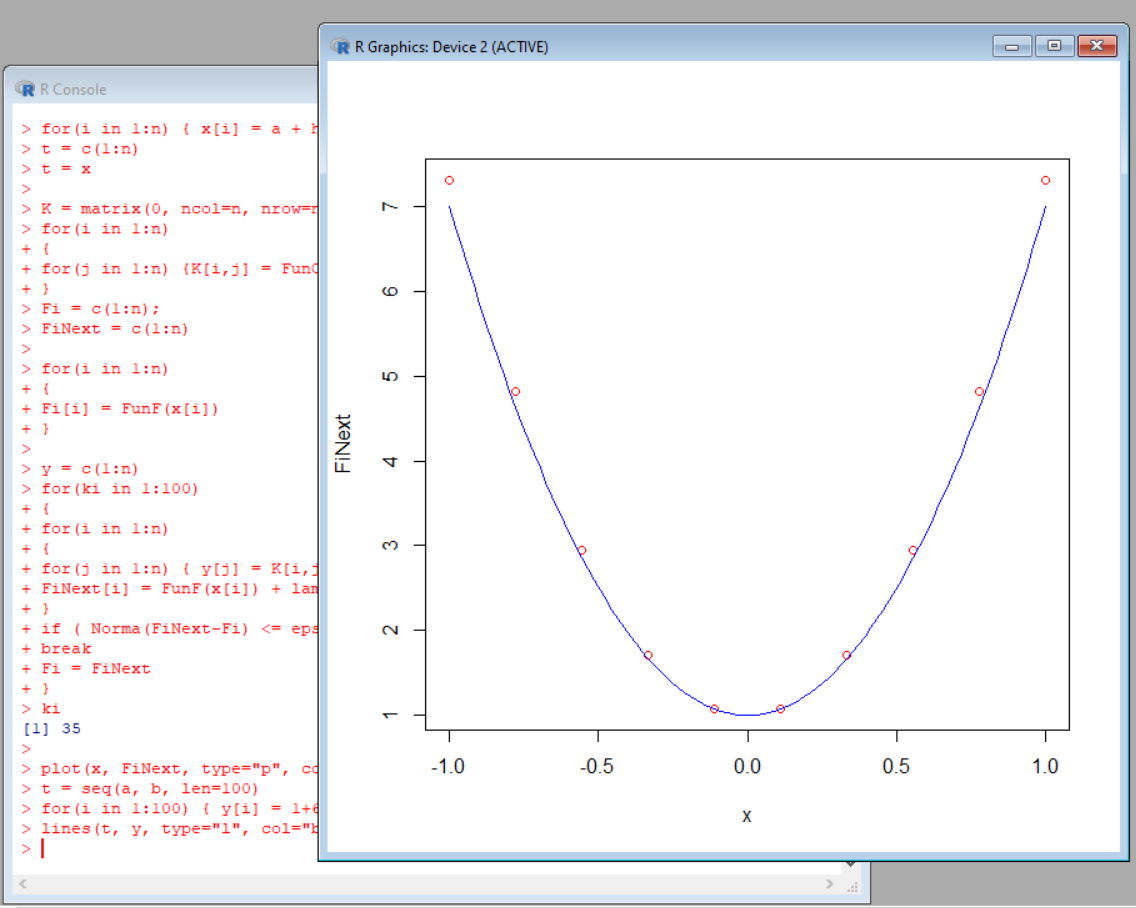 R Graphics: Device 2 (ACTIVE)
R Console
> for(i in 1:n) { x[i] = a + h
> t = c(1:n)
> t = x
>
> K = matrix(0, ncol=n, nrow=n
> for(i in 1:n)
+ {
+ for(j in 1:n) {K[i,j] = Fun
+ }
> Fi = c(1:n);
> FiNext = c(1:n)
>
> for(i in 1:n)
+ {
+ Fi[i] = FunF(x[i])
+ }
>
> y = c(1:n)
> for(ki in 1:100)
+ {
+ for(i in 1:n)
+ {
+ for(j in 1:n) { y[j] = K[i,j
+ FiNext[i] = FunF(x[i]) + lam
+ }
+ if ( Norma(FiNext-Fi) <= eps
+ break
+ Fi = FiNext
+ }
> ki
[1] 35
>
> plot(x, FiNext, type="p", co
> t = seq(a, b, len=100)
> for(i in 1:100) { y[i] = 1+6
> lines(t, y, type="l", col="b
>
7
6
5
4
3
2
1
FiNext
-1.0 -0.5 0.0 0.5 1.0
x